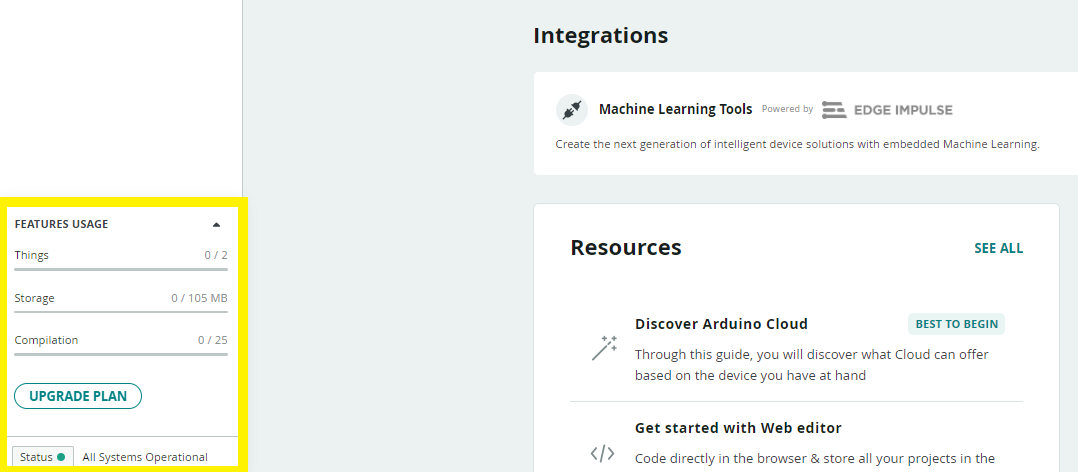 Integrations
Machine Learning Tools Powered by EDGE IMPULSE
Create the next generation of intelligent device solutions with embedded Machine Learning.
FEATURES USAGE
Things 0 / 2
Storage 0 / 105 MB
Compilation 0 / 25
UPGRADE PLAN
Status All Systems Operational
Resources SEE ALL
Discover Arduino Cloud BEST TO BEGIN
Through this guide, you will discover what Cloud can offer
based on the device you have at hand
Get started with Web editor
Code directly in the browser & store all your projects in the